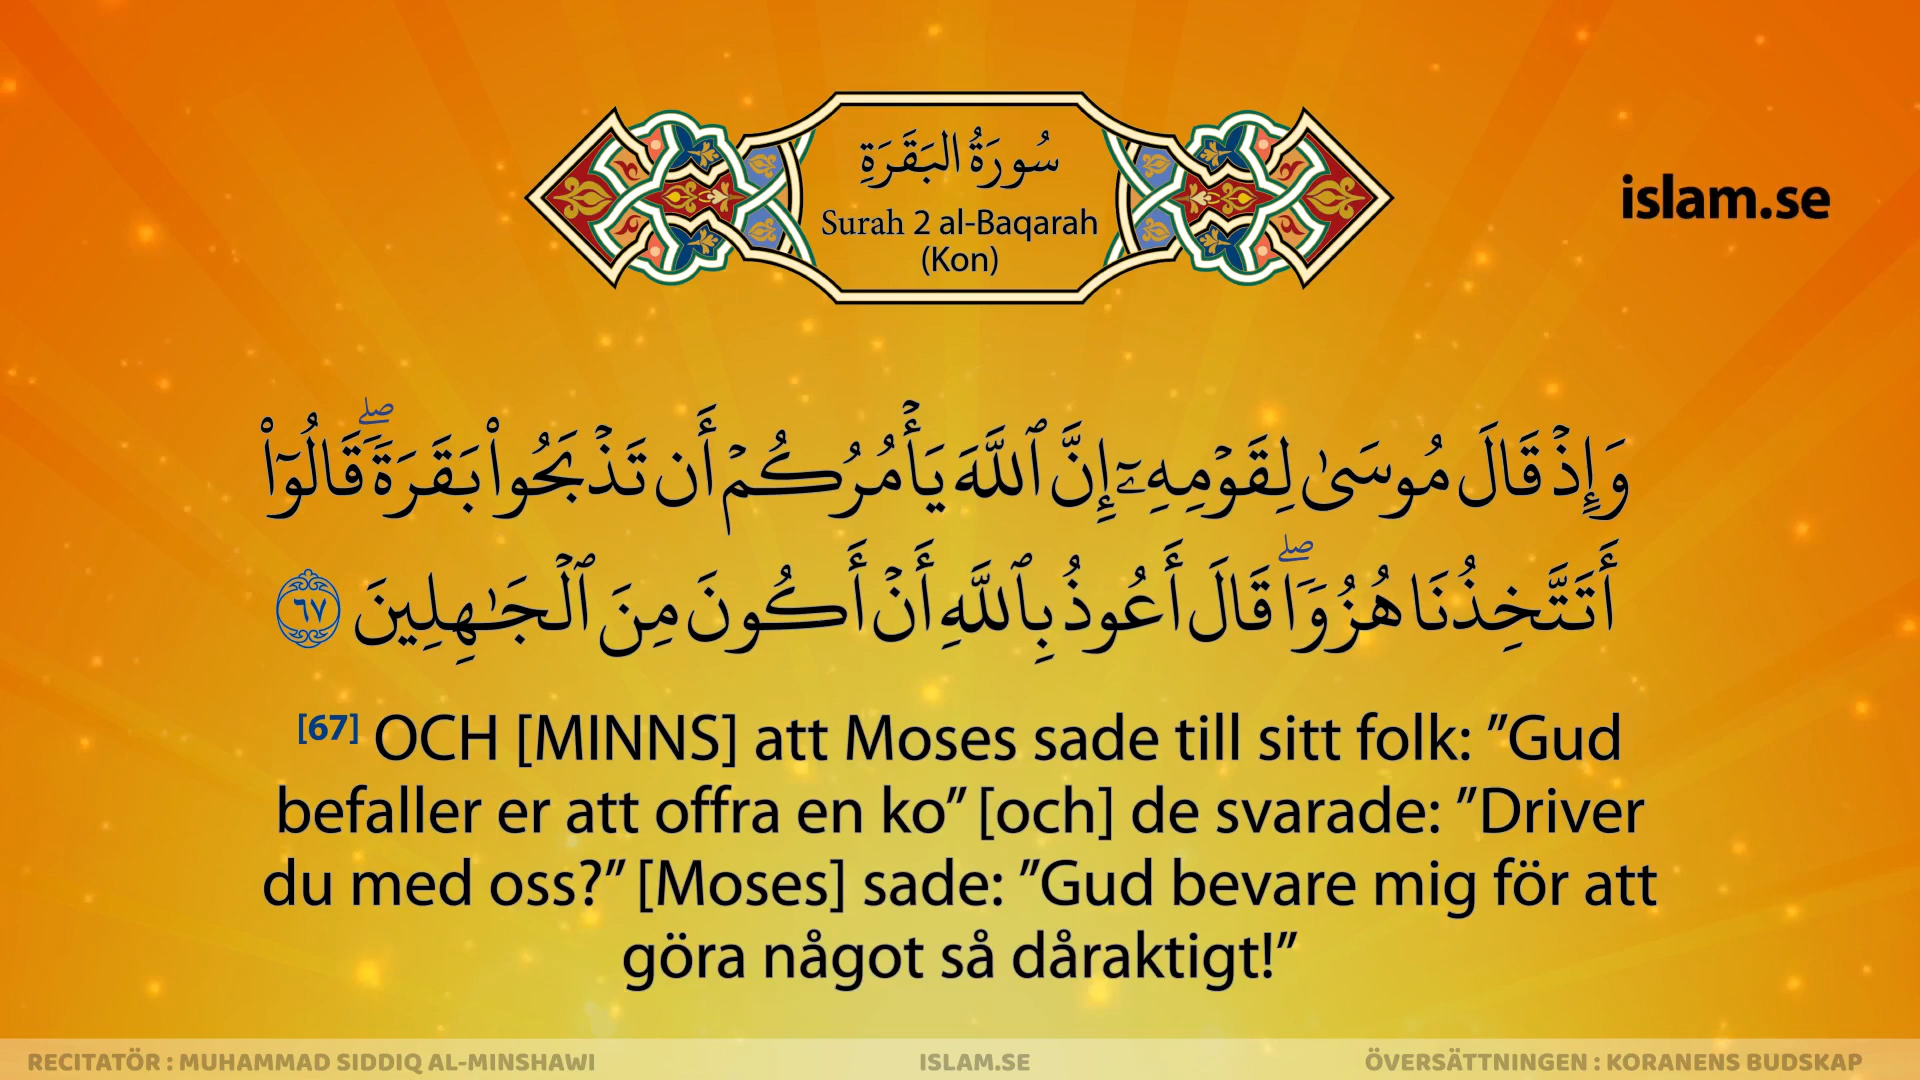 سُورَةُ البَقَرَةِ
Surah 2 al-Baqarah
(Kon)
islam.se
وَإِذۡ قَالَ مُوسَىٰ لِقَوۡمِهِۦٓ إِنَّ ٱللَّهَ يَأۡمُرُكُمۡ أَن تَذۡبَحُواْ بَقَرَةٗۖ قَالُوٓاْ
أَتَتَّخِذُنَا هُزُوٗاۖ قَالَ أَعُوذُ بِٱللَّهِ أَنۡ أَكُونَ مِنَ ٱلۡجَٰهِلِينَ ٦٧
[67] OCH [MINNS] att Moses sade till sitt folk: ”Gud
befaller er att offra en ko” [och] de svarade: ”Driver
du med oss?” [Moses] sade: ”Gud bevare mig för att
göra något så dåraktigt!”
RECITATÖR : MUHAMMAD SIDDIQ AL-MINSHAWI
ISLAM.SE
ÖVERSÄTTNINGEN : KORANENS BUDSKAP